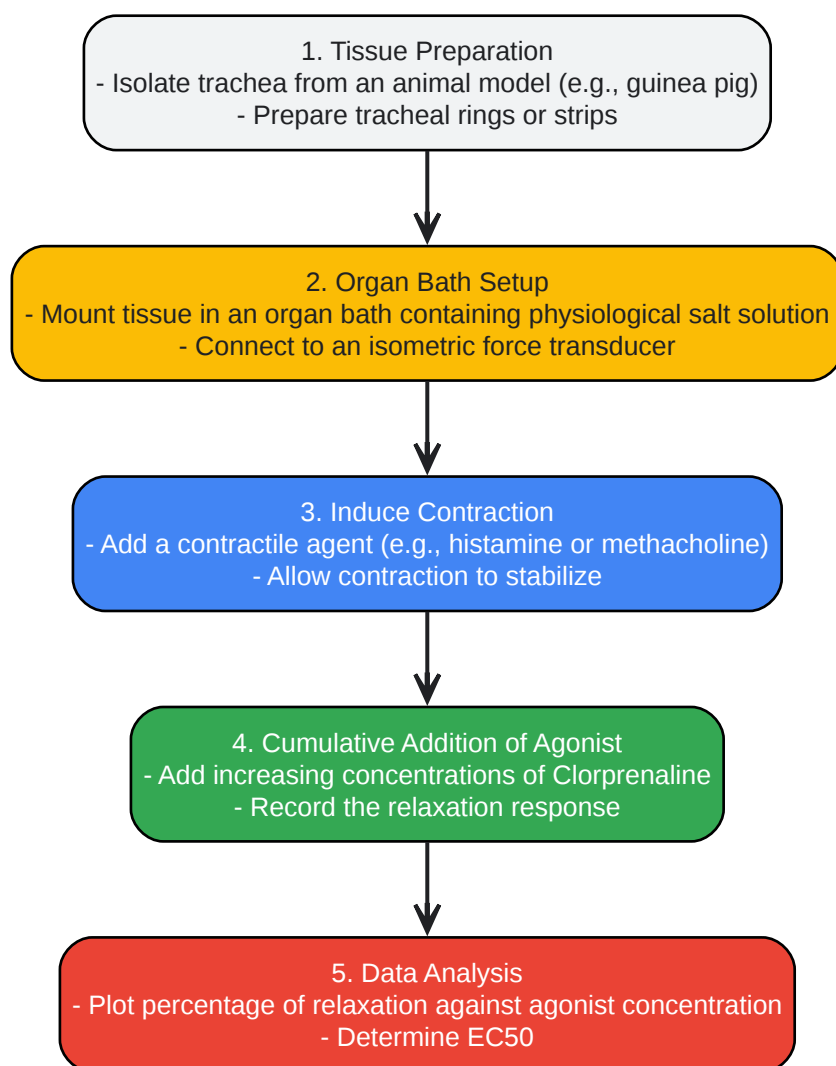 1. Tissue Preparation
- Isolate trachea from an animal model (e.g., guinea pig)
- Prepare tracheal rings or strips
2. Organ Bath Setup
- Mount tissue in an organ bath containing physiological salt solution
- Connect to an isometric force transducer
3. Induce Contraction
- Add a contractile agent (e.g., histamine or methacholine)
- Allow contraction to stabilize
4. Cumulative Addition of Agonist
- Add increasing concentrations of Clorprenaline
- Record the relaxation response
5. Data Analysis
- Plot percentage of relaxation against agonist concentration
- Determine EC50